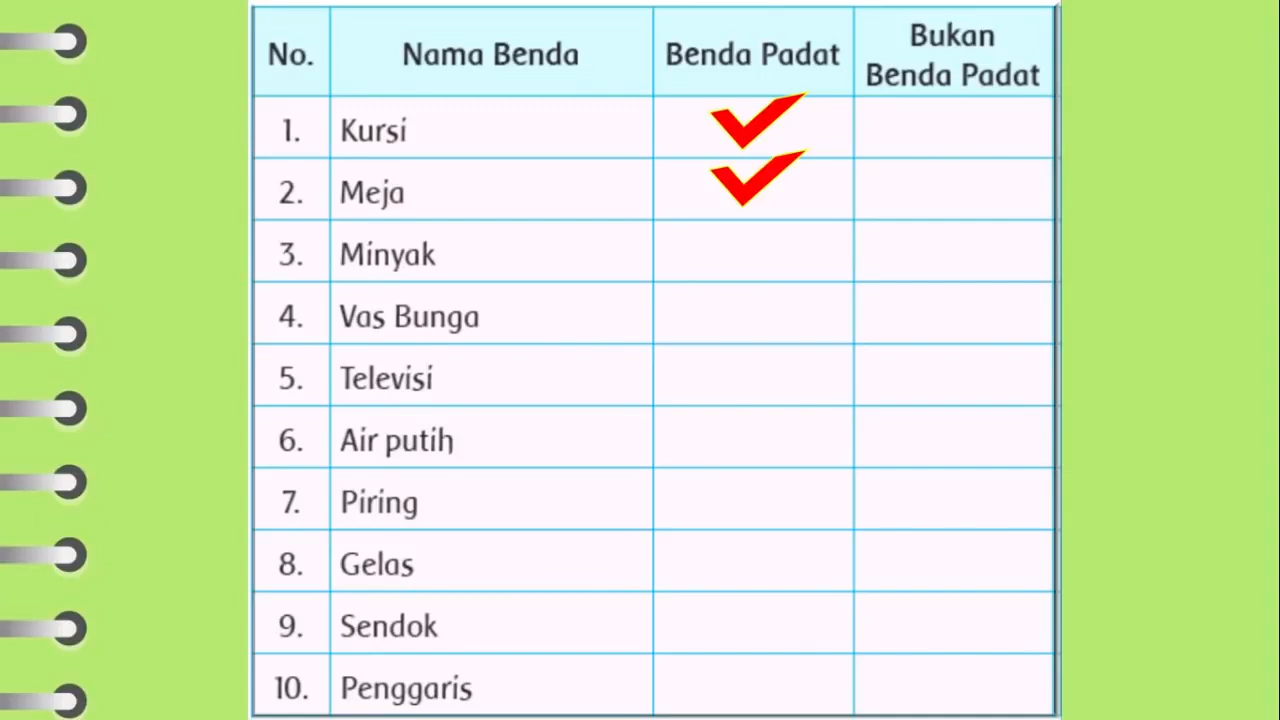 No. Nama Benda Benda Padat Bukan Benda Padat
1. Kursi
2. Meja
3. Minyak
4. Vas Bunga
5. Televisi
6. Air putih
7. Piring
8. Gelas
9. Sendok
10. Penggaris